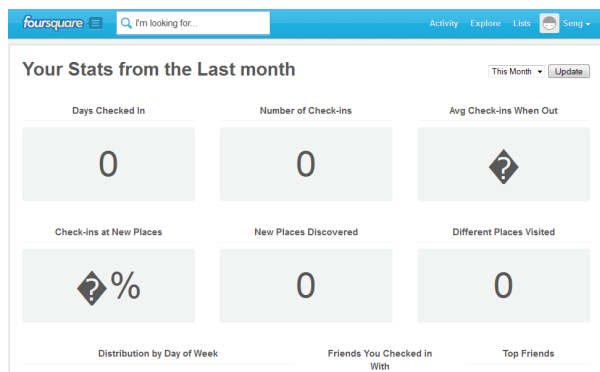 foursquare I'm looking for... Activity Explore Lists Seng
Your Stats from the Last month This Month Update
Days Checked In Number of Check-ins Avg Check-ins When Out
0 0 �
Check-ins at New Places New Places Discovered Different Places Visited
�% 0 0
Distribution by Day of Week Friends You Checked in Top Friends
With